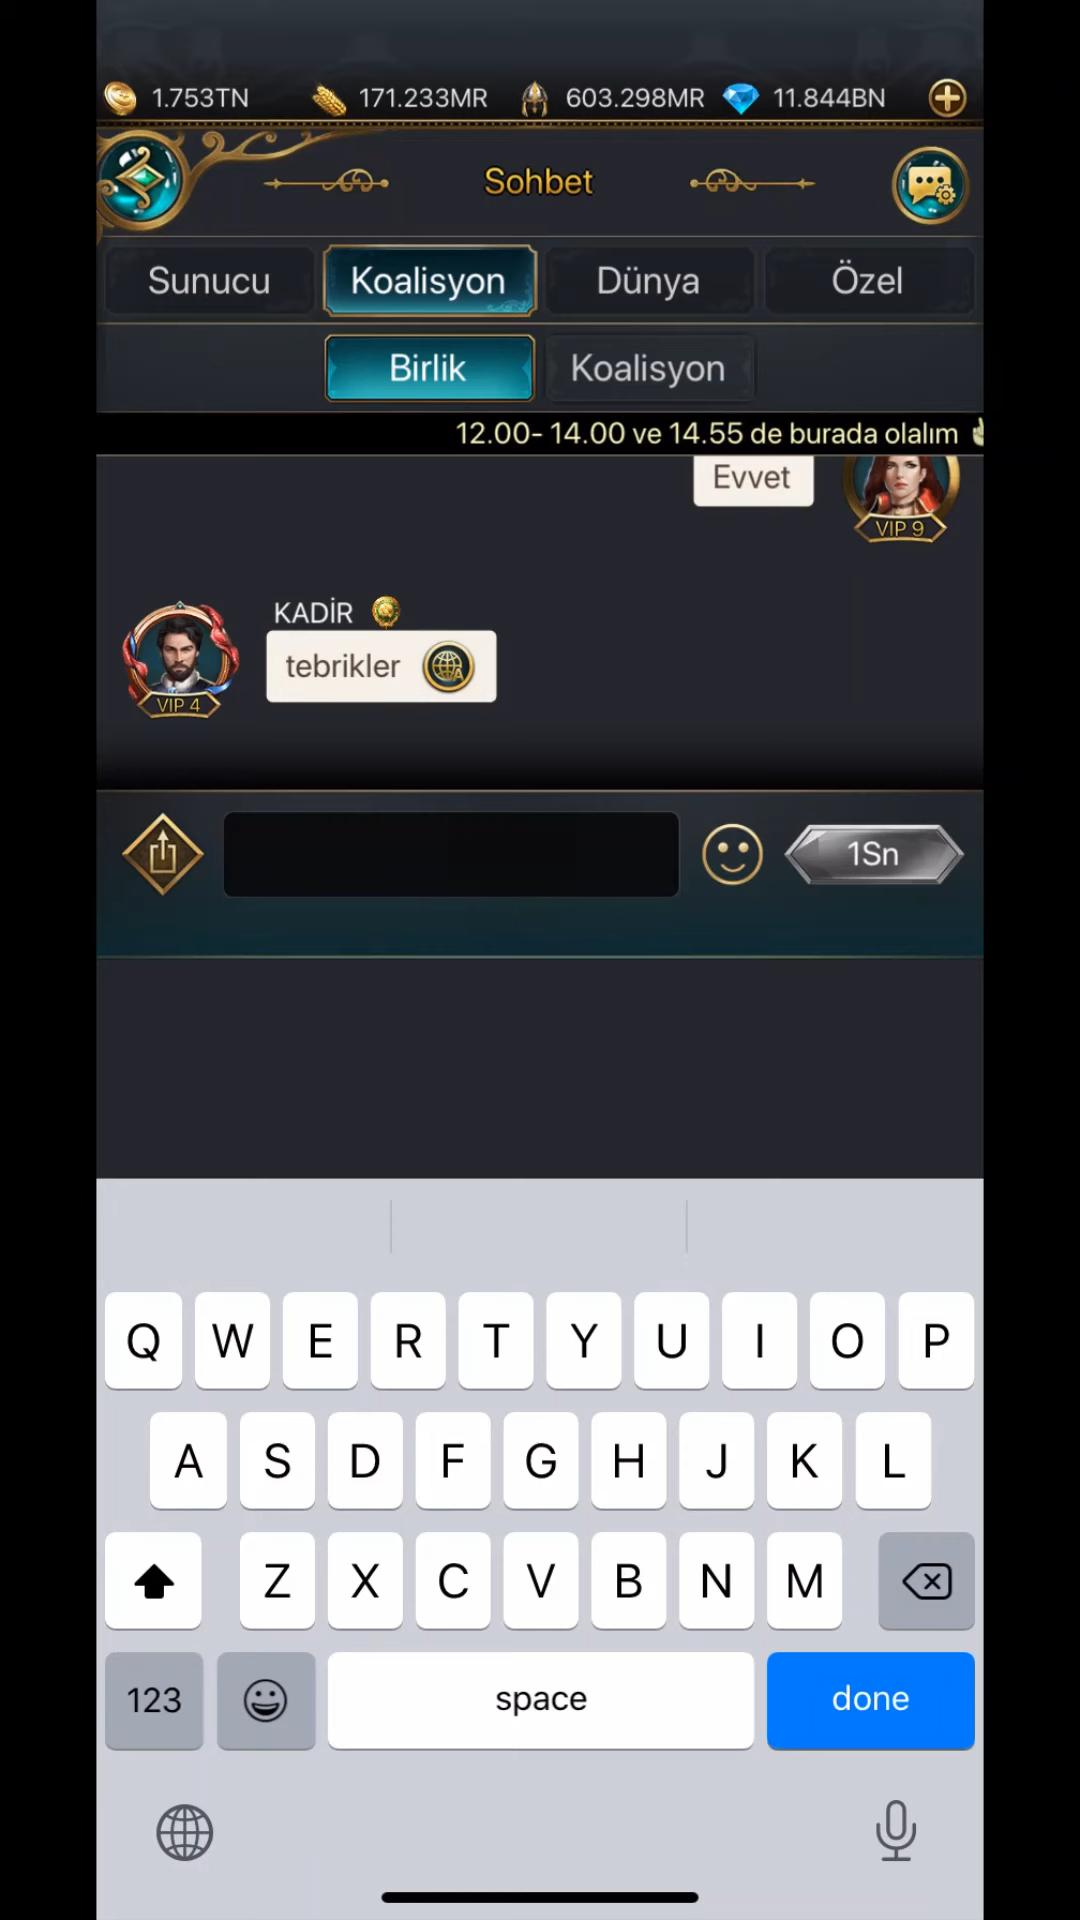 1.753TN 171.233MR 603.298MR 11.844BN
Sohbet
Sunucu Koalisyon Dünya Özel
Birlik Koalisyon
12.00- 14.00 ve 14.55 de burada olalım
Evvet
VIP 9
KADİR
tebrikler
VIP 4
1Sn
Q W E R T Y U I O P
A S D F G H J K L
Z X C V B N M
123 space done